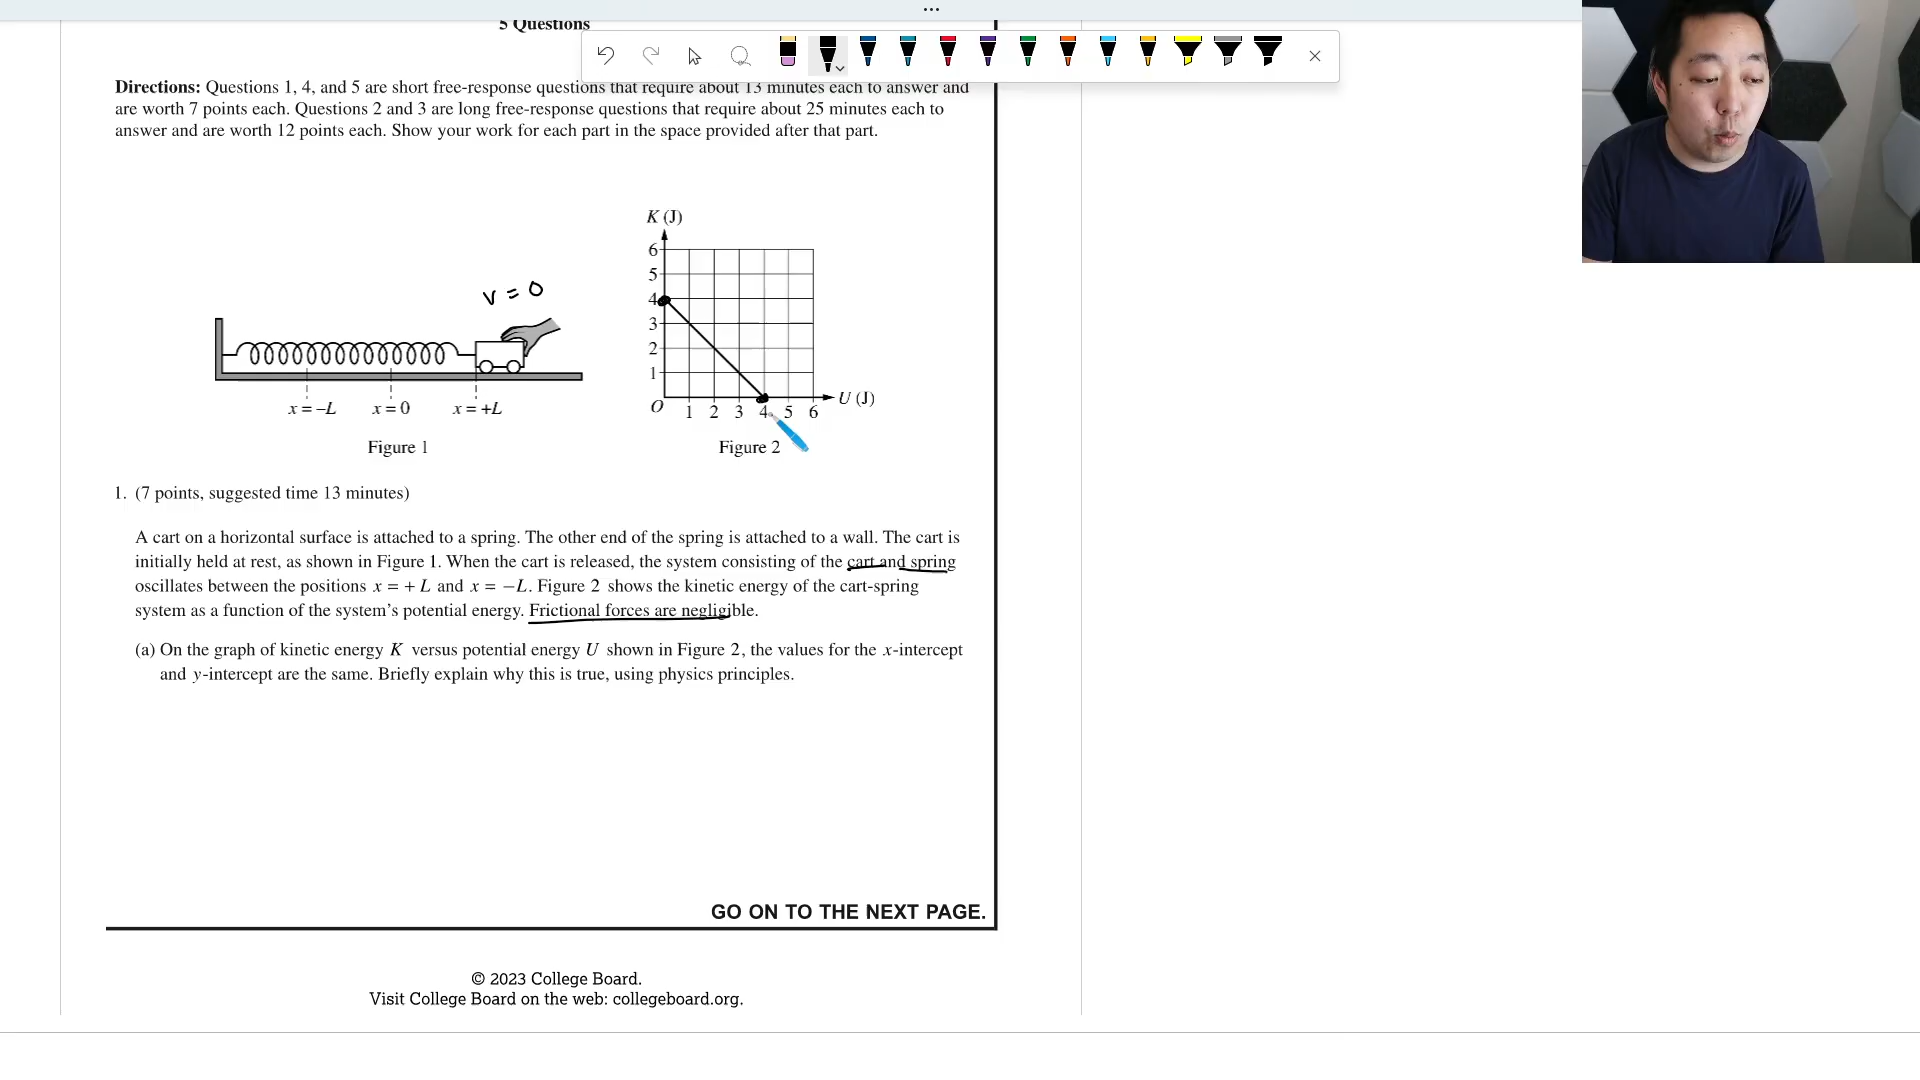 ...
5 Questions
Directions: Questions 1, 4, and 5 are short free-response questions that require about 13 minutes each to answer and
are worth 7 points each. Questions 2 and 3 are long free-response questions that require about 25 minutes each to
answer and are worth 12 points each. Show your work for each part in the space provided after that part.
v = 0
x = −L x = 0 x = +L
Figure 1
K (J)
6
5
4
3
2
1
O 1 2 3 4 5 6 U (J)
Figure 2
1. (7 points, suggested time 13 minutes)
A cart on a horizontal surface is attached to a spring. The other end of the spring is attached to a wall. The cart is
initially held at rest, as shown in Figure 1. When the cart is released, the system consisting of the cart and spring
oscillates between the positions x = + L and x = −L. Figure 2 shows the kinetic energy of the cart-spring
system as a function of the system's potential energy. Frictional forces are negligible.
(a) On the graph of kinetic energy K versus potential energy U shown in Figure 2, the values for the x-intercept
and y-intercept are the same. Briefly explain why this is true, using physics principles.
GO ON TO THE NEXT PAGE.
© 2023 College Board.
Visit College Board on the web: collegeboard.org.